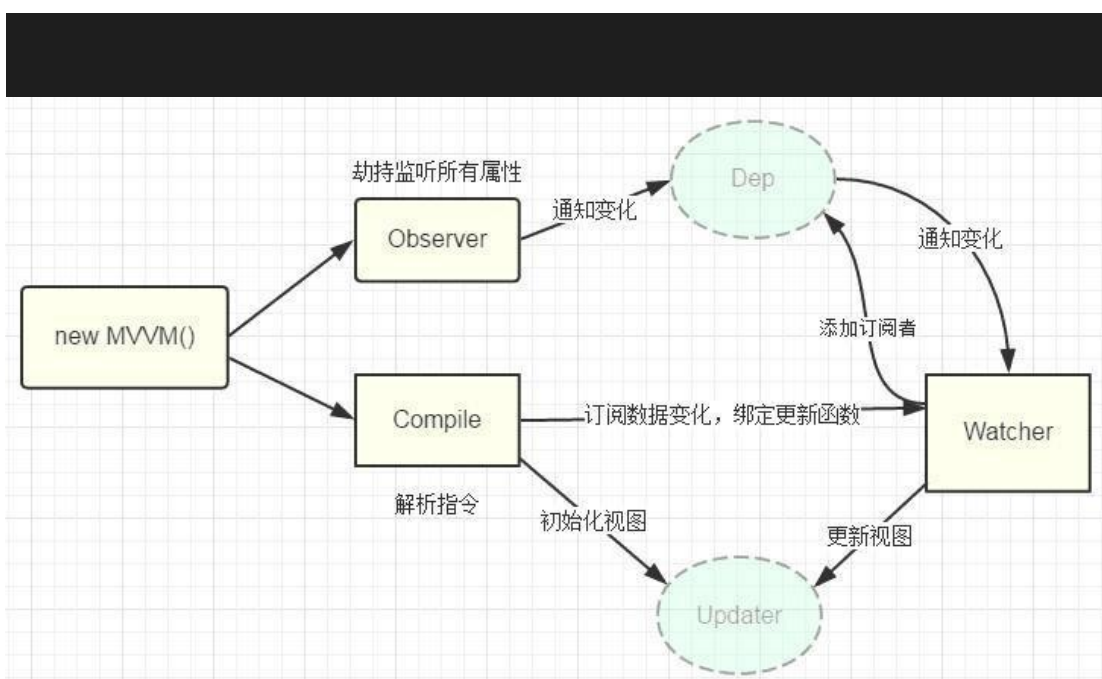 劫持监听所有属性
Dep
Observer
通知变化
通知变化
new MVVM()
添加订阅者
Compile
订阅数据变化，绑定更新函数
Watcher
解析指令
初始化视图
更新视图
Updater